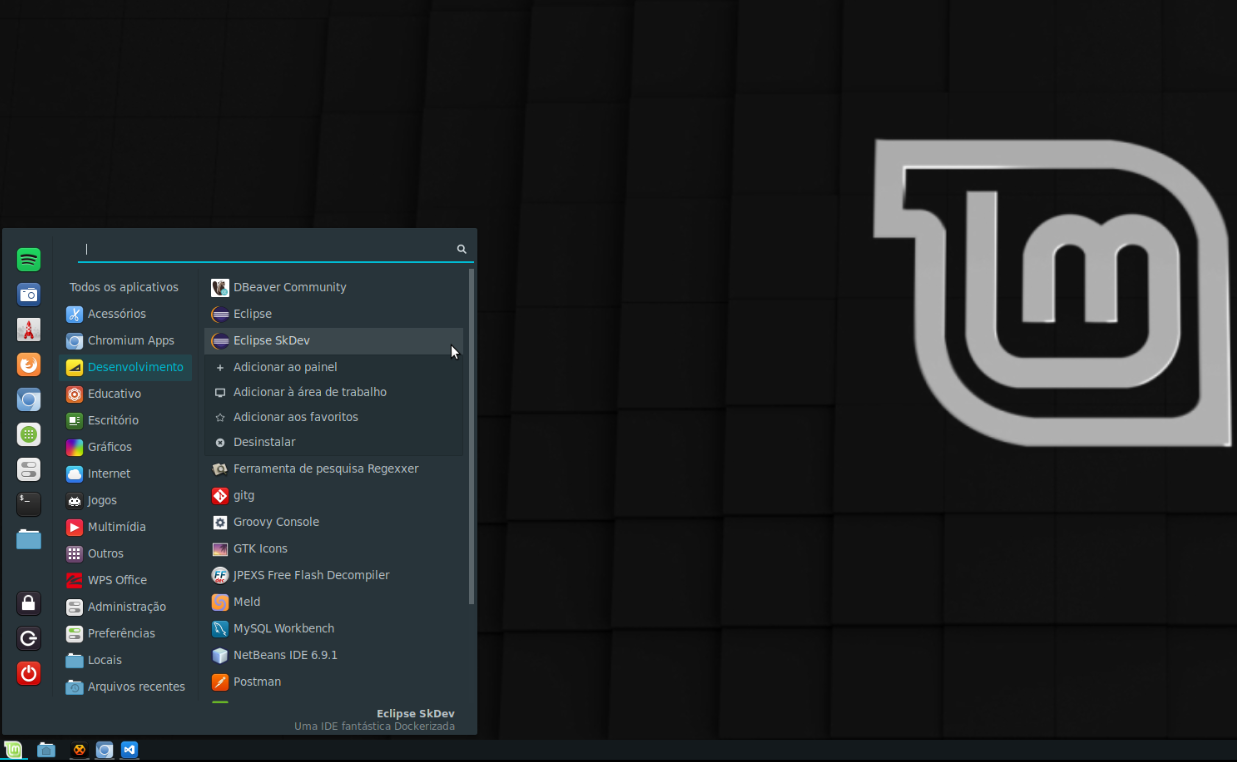 Todos os aplicativos
Acessórios
Chromium Apps
Desenvolvimento
Educativo
Escritório
Gráficos
Internet
Jogos
Multimídia
Outros
WPS Office
Administração
Preferências
Locais
Arquivos recentes
DBeaver Community
Eclipse
Eclipse SkDev
Adicionar ao painel
Adicionar à área de trabalho
Adicionar aos favoritos
Desinstalar
Ferramenta de pesquisa Regexxer
gitg
Groovy Console
GTK Icons
JPEXS Free Flash Decompiler
Meld
MySQL Workbench
NetBeans IDE 6.9.1
Postman
Eclipse SkDev
Uma IDE fantástica Dockerizada